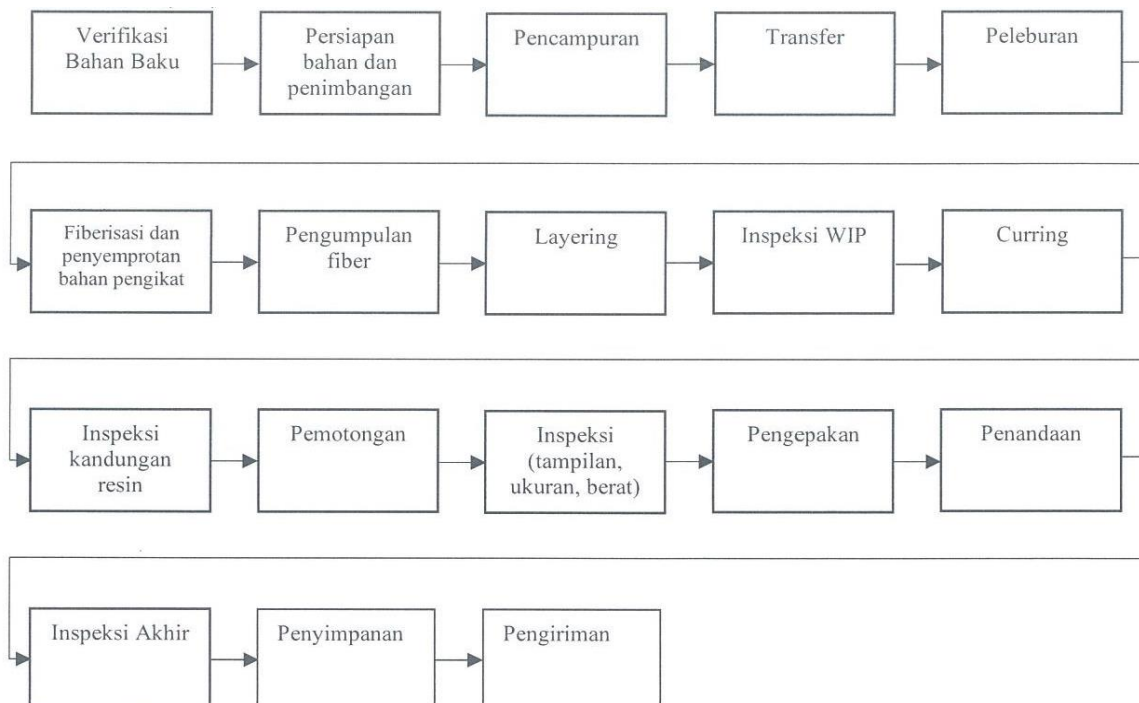 Verifikasi
Bahan Baku
Persiapan
bahan dan
penimbangan
Pencampuran
Transfer
Peleburan
Fiberisasi dan
penyemprotan
bahan pengikat
Pengumpulan
fiber
Layering
Inspeksi WIP
Curring
Inspeksi
kandungan
resin
Pemotongan
Inspeksi
(tampilan,
ukuran, berat)
Pengepakan
Penandaan
Inspeksi Akhir
Penyimpanan
Pengiriman